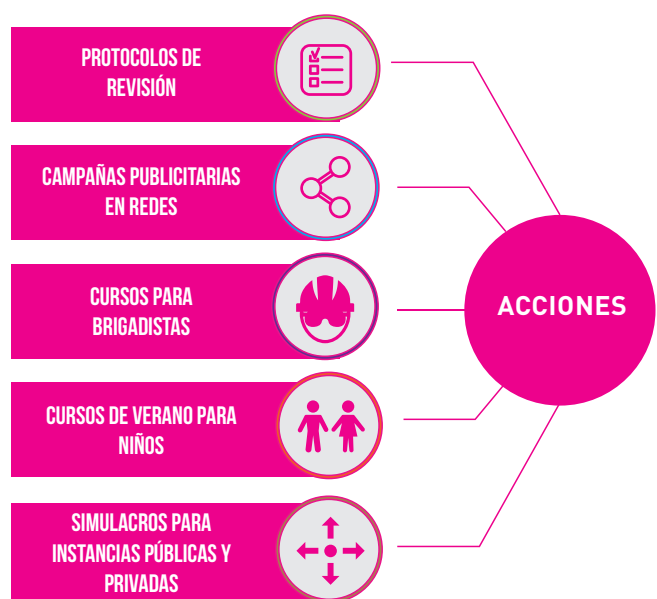 PROTOCOLOS DE
REVISIÓN
CAMPAÑAS PUBLICITARIAS
EN REDES
CURSOS PARA
BRIGADISTAS
CURSOS DE VERANO PARA
NIÑOS
SIMULACROS PARA
INSTANCIAS PÚBLICAS Y
PRIVADAS
ACCIONES